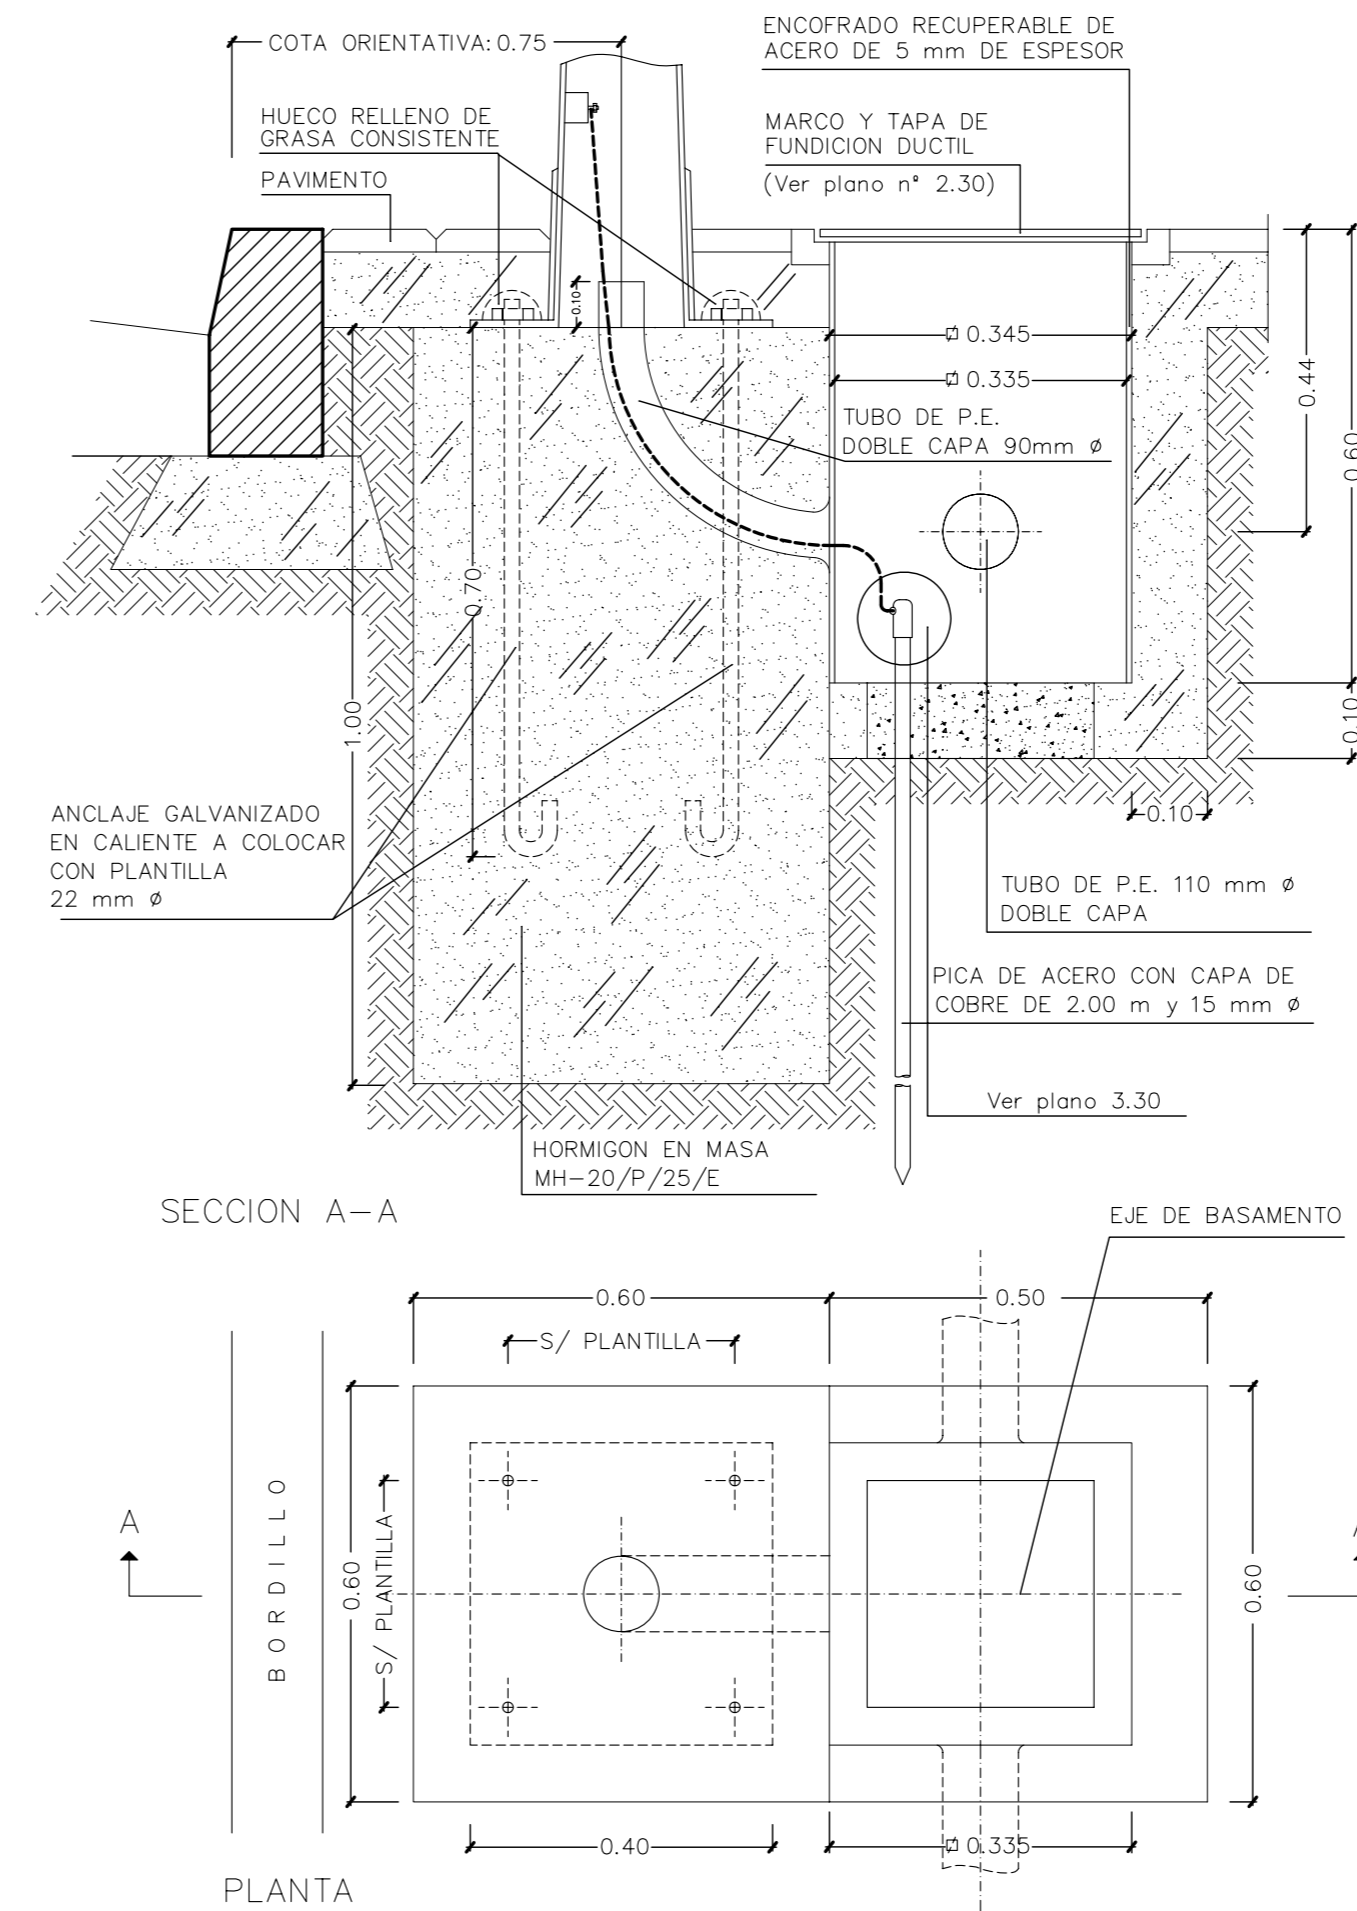 COTA ORIENTATIVA: 0.75
ENCOFRADO RECUPERABLE DE
ACERO DE 5 mm DE ESPESOR
HUECO RELLENO DE
GRASA CONSISTENTE
MARCO Y TAPA DE
FUNDICION DUCTIL
(Ver plano nº 2.30)
PAVIMENTO
0.10
⌀ 0.345
⌀ 0.335
0.44
0.60
TUBO DE P.E.
DOBLE CAPA 90mm ø
0.70
1.00
0.10
0.10
ANCLAJE GALVANIZADO
EN CALIENTE A COLOCAR
CON PLANTILLA
22 mm ø
TUBO DE P.E. 110 mm ø
DOBLE CAPA
PICA DE ACERO CON CAPA DE
COBRE DE 2.00 m y 15 mm ø
Ver plano 3.30
HORMIGON EN MASA
MH-20/P/25/E
SECCION A-A
EJE DE BASAMENTO
0.60
0.50
S/ PLANTILLA
BORDILLO
A
0.60
S/ PLANTILLA
0.60
0.40
⌀ 0.335
PLANTA